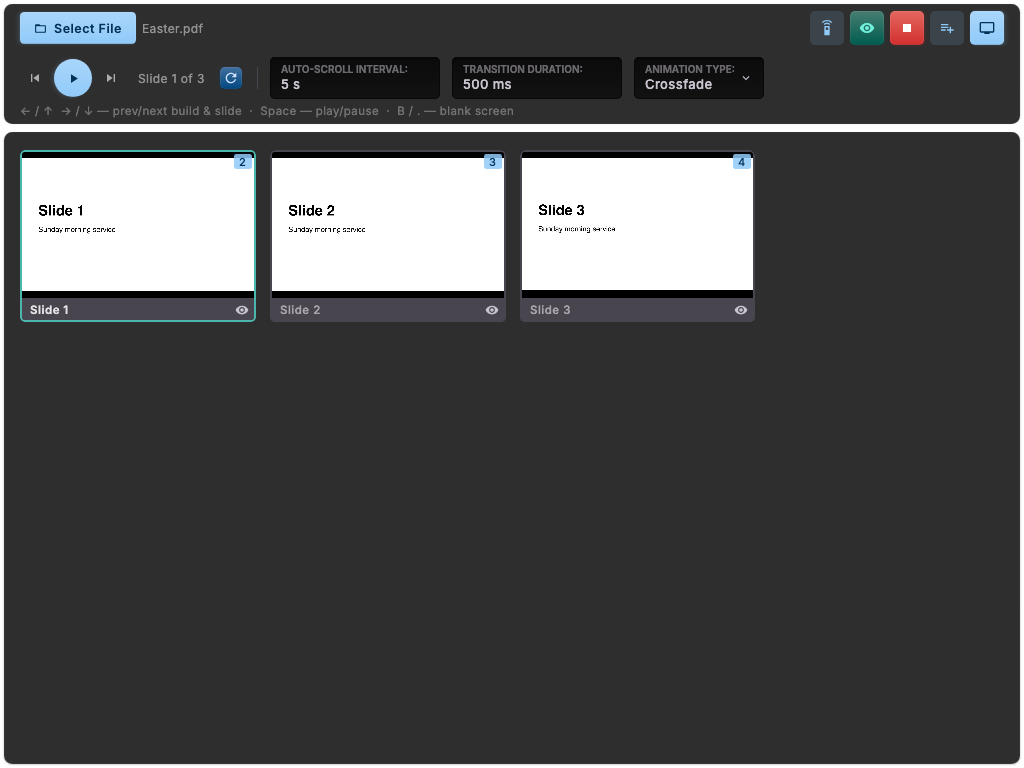 Select File
Easter.pdf
Slide 1 of 3
AUTO-SCROLL INTERVAL:
5 s
TRANSITION DURATION:
500 ms
ANIMATION TYPE:
Crossfade
← / ↑ → / ↓ — prev/next build & slide · Space — play/pause · B / . — blank screen
2
Slide 1
Sunday morning service
Slide 1
3
Slide 2
Sunday morning service
Slide 2
4
Slide 3
Sunday morning service
Slide 3